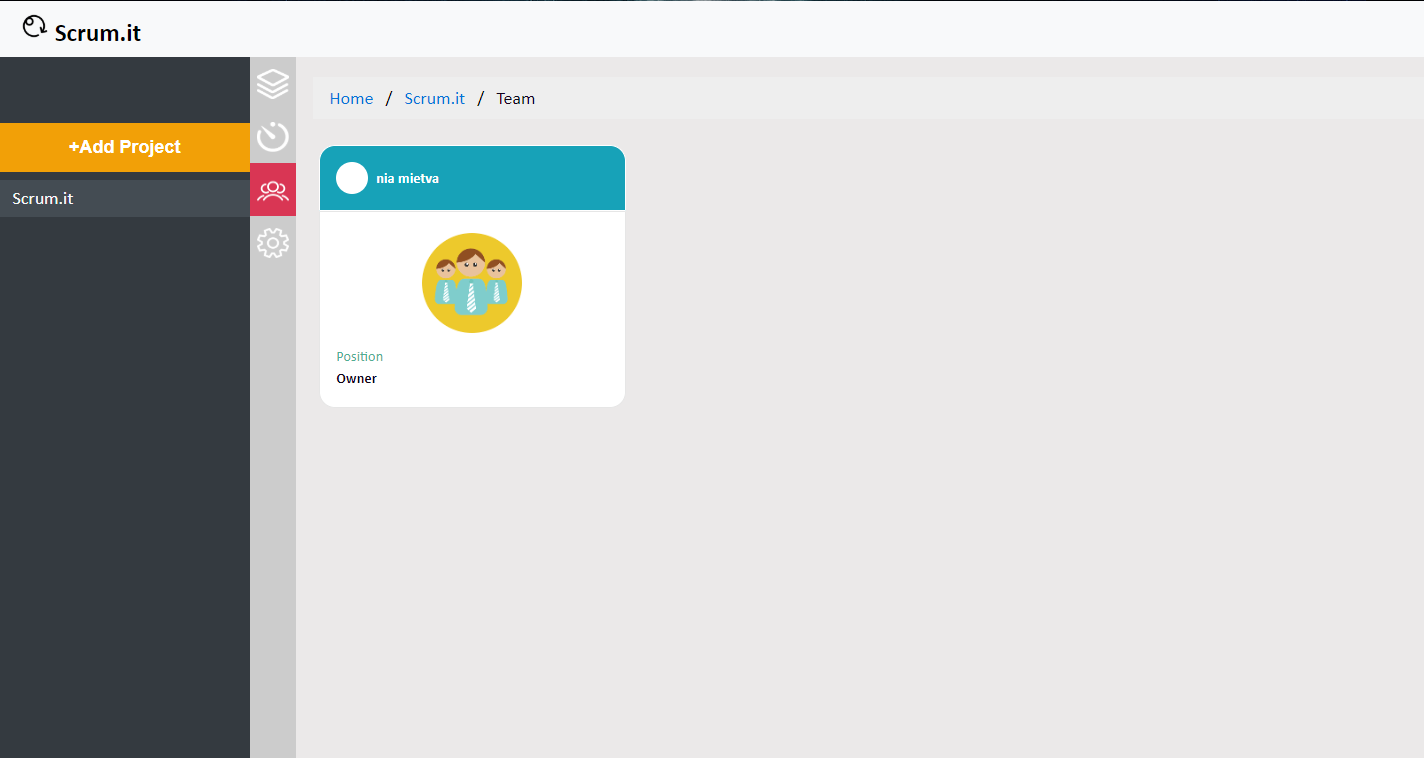 Scrum.it
+Add Project
Scrum.it
Home / Scrum.it / Team
nia mietva
Position
Owner